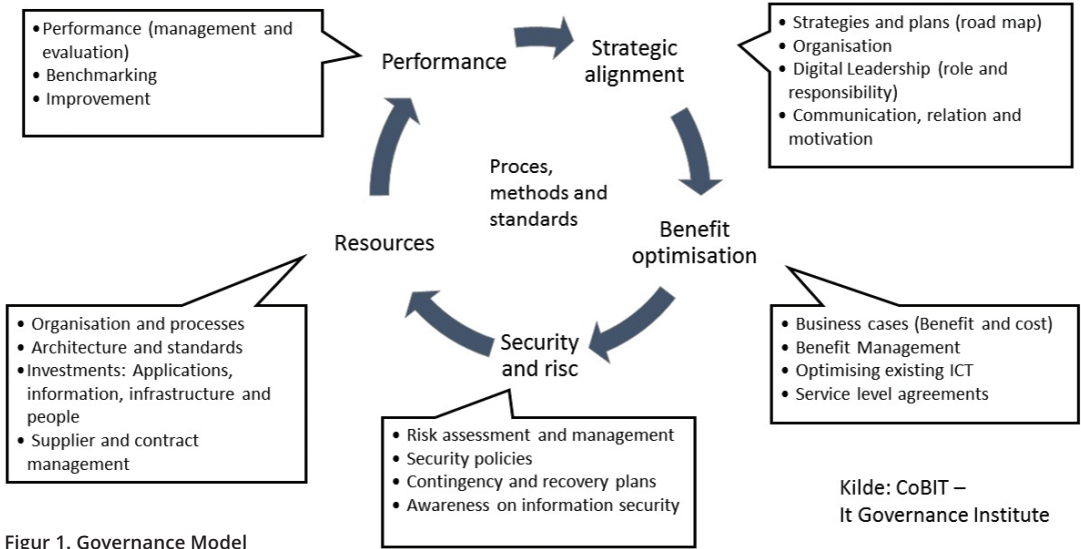 •Performance (management and
evaluation)
• Benchmarking
• Improvement
Performance
Strategic
alignment
• Strategies and plans (road map)
• Organisation
• Digital Leadership (role and
responsibility)
• Communication, relation and
motivation
Proces,
methods and
standards
Resources
Benefit
optimisation
• Organisation and processes
• Architecture and standards
•Investments: Applications,
information, infrastructure and
people
• Supplier and contract
management
Security
and risc
• Business cases (Benefit and cost)
• Benefit Management
• Optimising existing ICT
• Service level agreements
• Risk assessment and management
• Security policies
• Contingency and recovery plans
• Awareness on information security
Kilde: CoBIT –
It Governance Institute
Figur 1. Governance Model